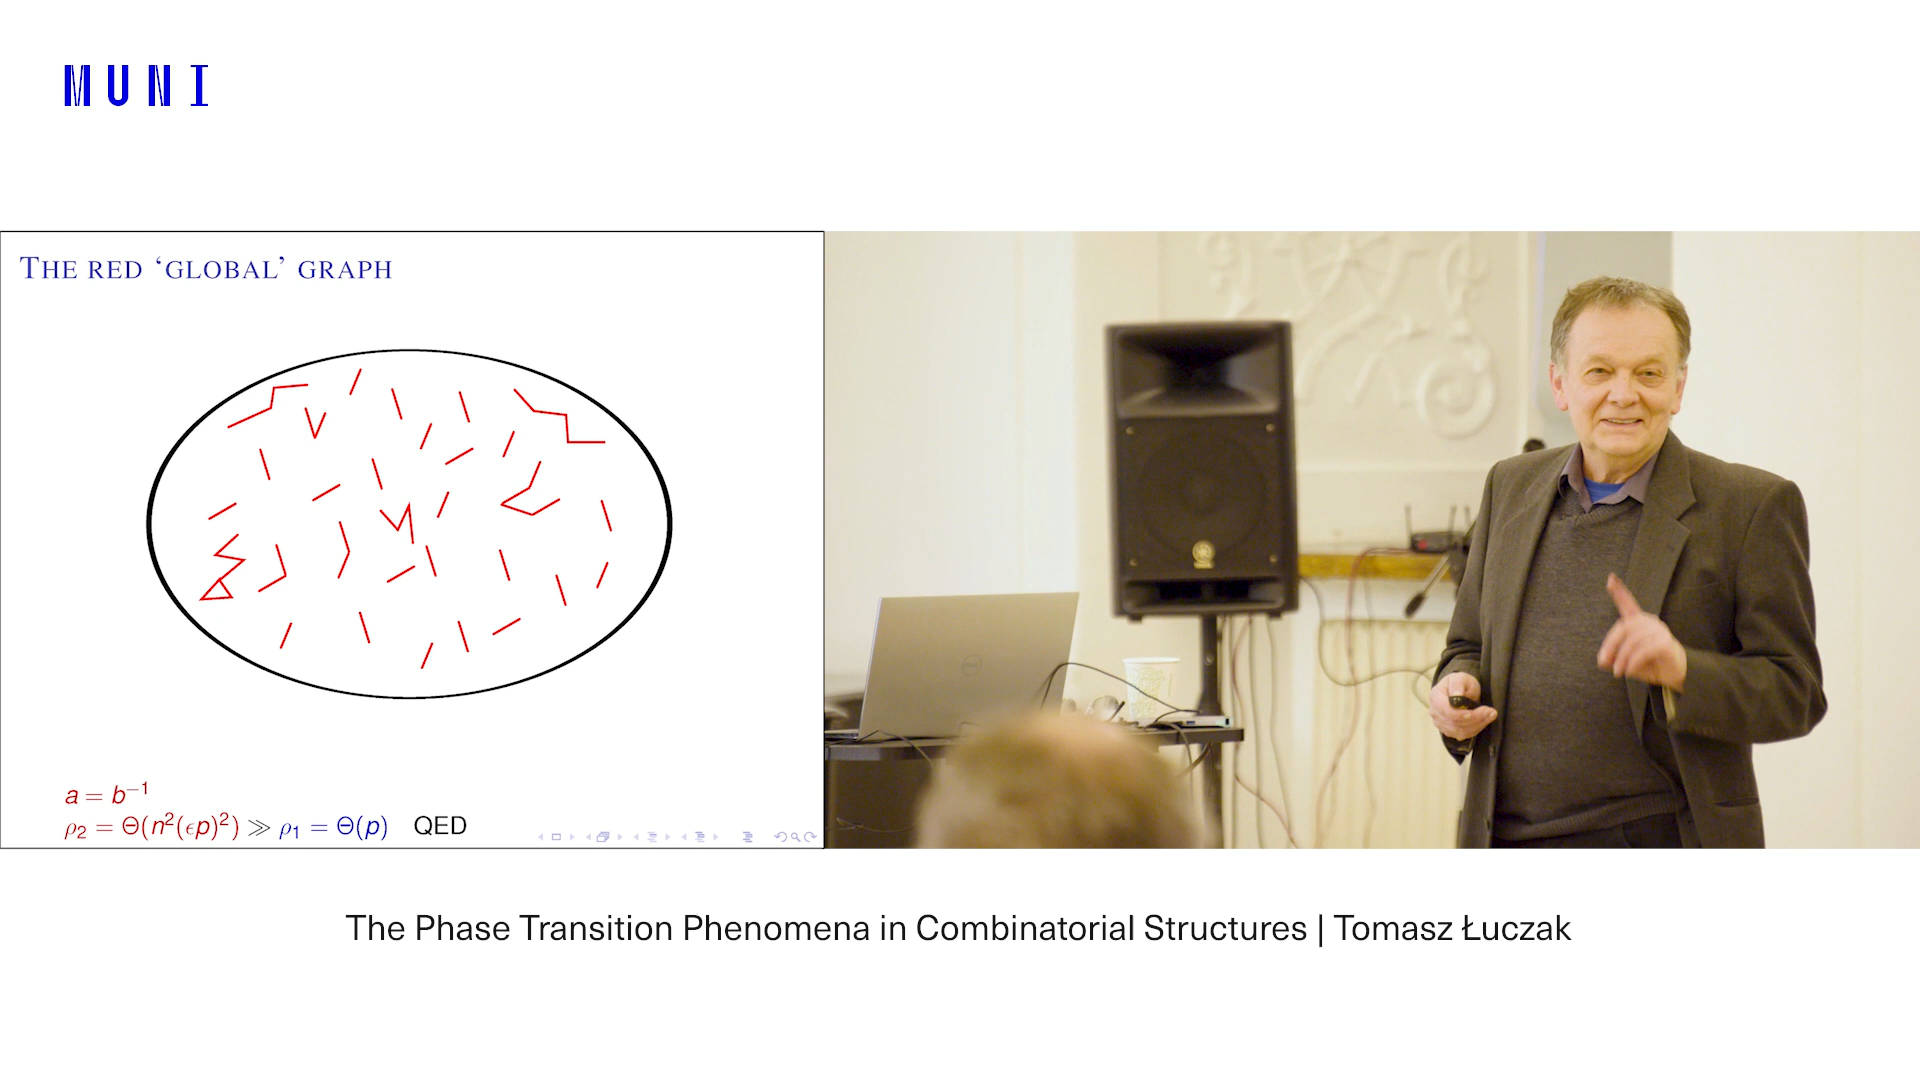 MUNI
THE RED ‘GLOBAL’ GRAPH
a = b⁻¹
ρ₂ = Θ(n²(ϵp)²) ≫ ρ₁ = Θ(p) QED
The Phase Transition Phenomena in Combinatorial Structures | Tomasz Łuczak